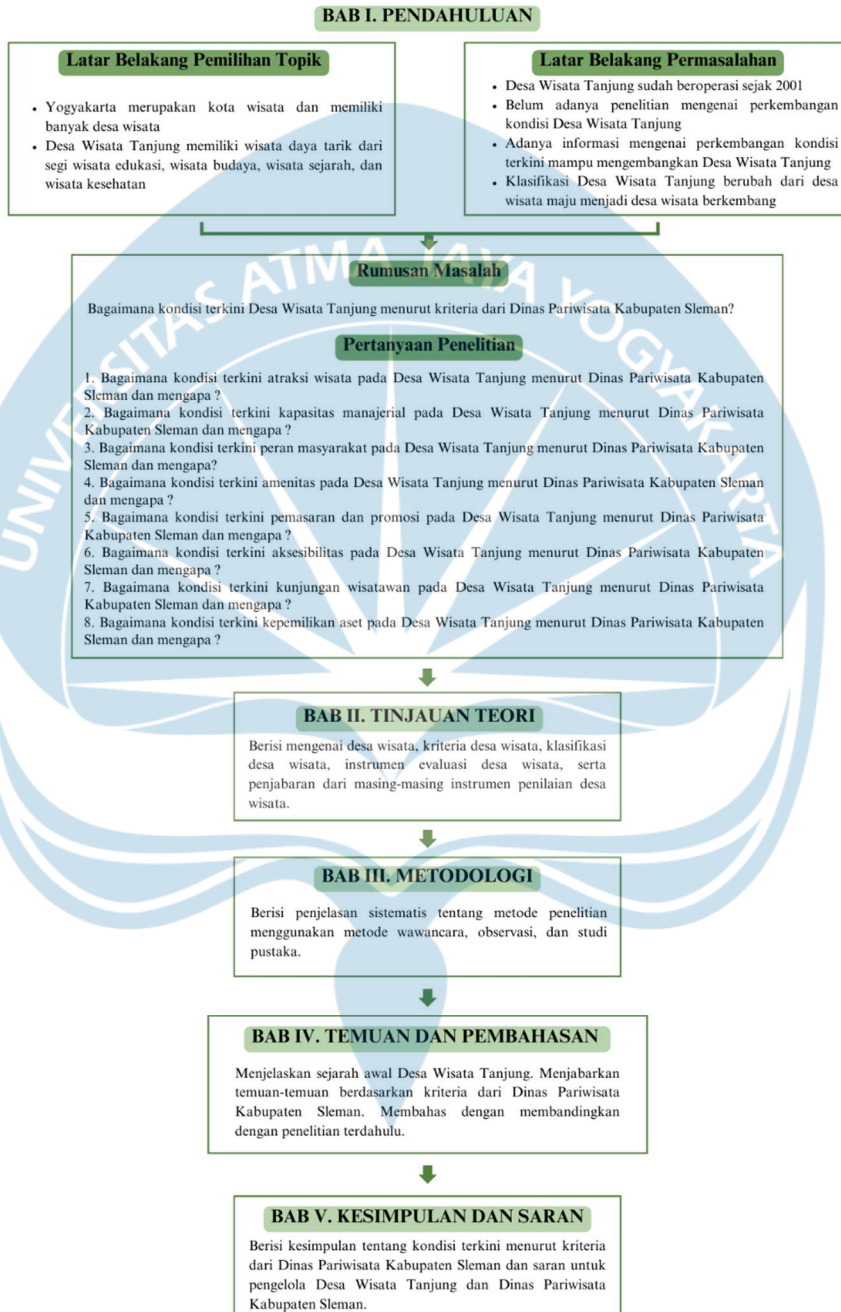 BAB I. PENDAHULUAN
Latar Belakang Pemilihan Topik
• Yogyakarta merupakan kota wisata dan memiliki
banyak desa wisata
• Desa Wisata Tanjung memiliki wisata daya tarik dari
segi wisata edukasi, wisata budaya, wisata sejarah, dan
wisata kesehatan
Latar Belakang Permasalahan
• Desa Wisata Tanjung sudah beroperasi sejak 2001
• Belum adanya penelitian mengenai perkembangan
kondisi Desa Wisata Tanjung
• Adanya informasi mengenai perkembangan kondisi
terkini mampu mengembangkan Desa Wisata Tanjung
• Klasifikasi Desa Wisata Tanjung berubah dari desa
wisata maju menjadi desa wisata berkembang
UNIVERSITAS ATMA JAYA YOGYAKARTA
Rumusan Masalah
Bagaimana kondisi terkini Desa Wisata Tanjung menurut kriteria dari Dinas Pariwisata Kabupaten Sleman?
Pertanyaan Penelitian
1. Bagaimana kondisi terkini atraksi wisata pada Desa Wisata Tanjung menurut Dinas Pariwisata Kabupaten
Sleman dan mengapa ?
2. Bagaimana kondisi terkini kapasitas manajerial pada Desa Wisata Tanjung menurut Dinas Pariwisata
Kabupaten Sleman dan mengapa ?
3. Bagaimana kondisi terkini peran masyarakat pada Desa Wisata Tanjung menurut Dinas Pariwisata Kabupaten
Sleman dan mengapa?
4. Bagaimana kondisi terkini amenitas pada Desa Wisata Tanjung menurut Dinas Pariwisata Kabupaten Sleman
dan mengapa ?
5. Bagaimana kondisi terkini pemasaran dan promosi pada Desa Wisata Tanjung menurut Dinas Pariwisata
Kabupaten Sleman dan mengapa ?
6. Bagaimana kondisi terkini aksesibilitas pada Desa Wisata Tanjung menurut Dinas Pariwisata Kabupaten
Sleman dan mengapa ?
7. Bagaimana kondisi terkini kunjungan wisatawan pada Desa Wisata Tanjung menurut Dinas Pariwisata
Kabupaten Sleman dan mengapa ?
8. Bagaimana kondisi terkini kepemilikan aset pada Desa Wisata Tanjung menurut Dinas Pariwisata Kabupaten
Sleman dan mengapa ?
BAB II. TINJAUAN TEORI
Berisi mengenai desa wisata, kriteria desa wisata, klasifikasi
desa wisata, instrumen evaluasi desa wisata, serta
penjabaran dari masing-masing instrumen penilaian desa
wisata.
BAB III. METODOLOGI
Berisi penjelasan sistematis tentang metode penelitian
menggunakan metode wawancara, observasi, dan studi
pustaka.
BAB IV. TEMUAN DAN PEMBAHASAN
Menjelaskan sejarah awal Desa Wisata Tanjung. Menjabarkan
temuan-temuan berdasarkan kriteria dari Dinas Pariwisata
Kabupaten Sleman. Membahas dengan membandingkan
dengan penelitian terdahulu.
BAB V. KESIMPULAN DAN SARAN
Berisi kesimpulan tentang kondisi terkini menurut kriteria
dari Dinas Pariwisata Kabupaten Sleman dan saran untuk
pengelola Desa Wisata Tanjung dan Dinas Pariwisata
Kabupaten Sleman.